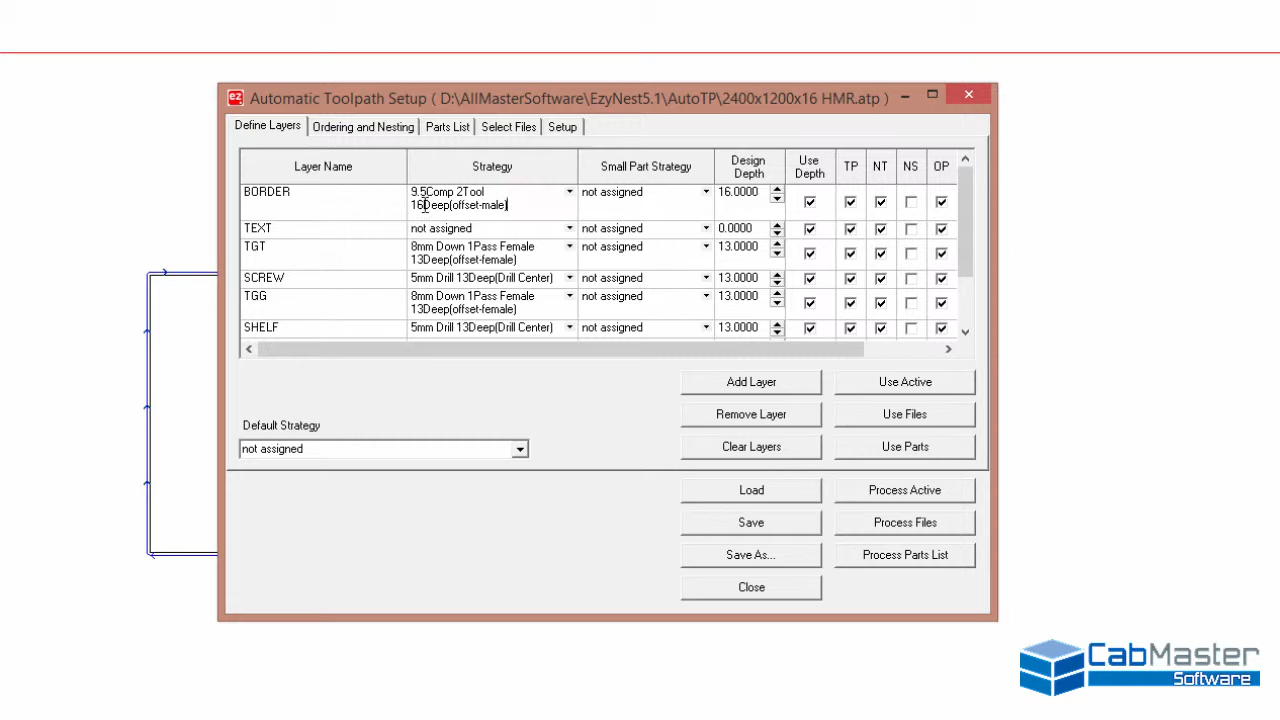 ez Automatic Toolpath Setup ( D:\AllMasterSoftware\EzyNest5.1\AutoTP\2400x1200x16 HMR.atp )
Define Layers Ordering and Nesting Parts List Select Files Setup
Layer Name Strategy Small Part Strategy Design Depth Use Depth TP NT NS OP
BORDER 9.5Comp 2Tool not assigned 16.0000
16Deep(offset-male)
TEXT not assigned not assigned 0.0000
TGT 8mm Down 1Pass Female not assigned 13.0000
13Deep(offset-female)
SCREW 5mm Drill 13Deep(Drill Center) not assigned 13.0000
TGG 8mm Down 1Pass Female not assigned 13.0000
13Deep(offset-female)
SHELF 5mm Drill 13Deep(Drill Center) not assigned 13.0000
Add Layer Use Active
Remove Layer Use Files
Default Strategy
not assigned
Clear Layers Use Parts
Load Process Active
Save Process Files
Save As... Process Parts List
Close
CabMaster
Software